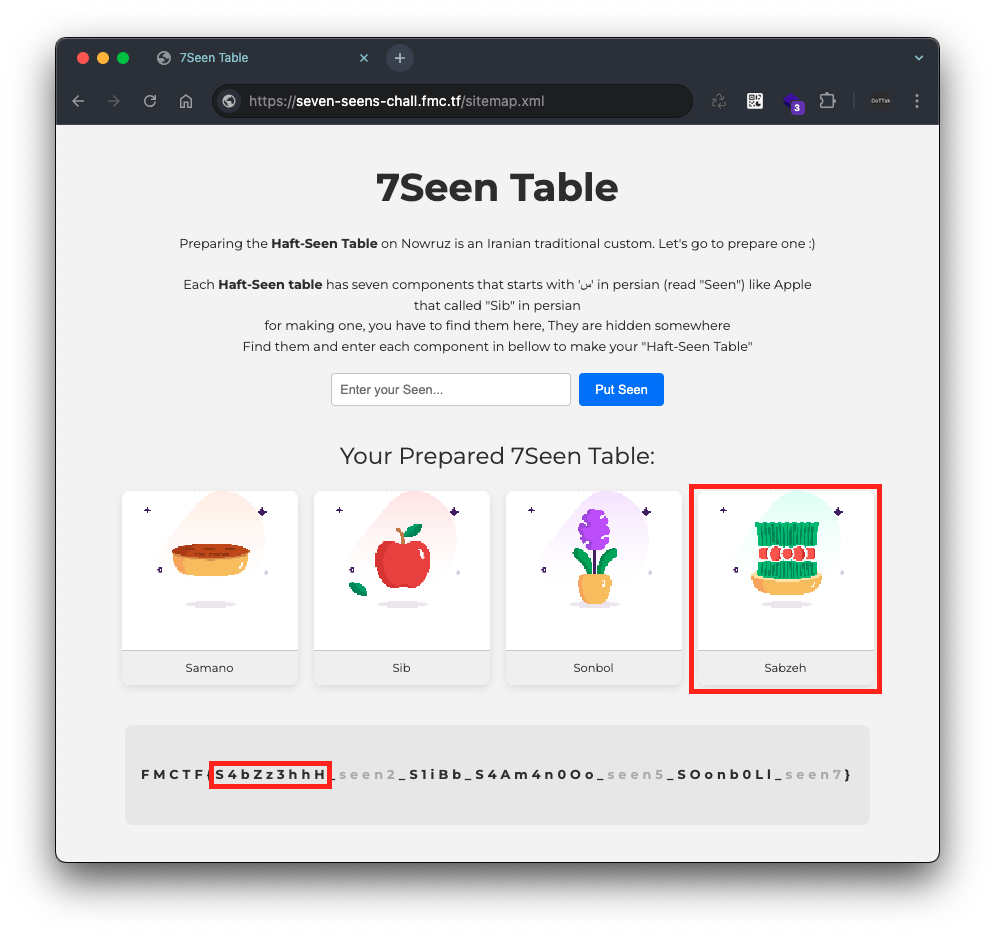 7Seen Table
https://seven-seens-chall.fmc.tf/sitemap.xml
3
DoTTak
7Seen Table
Preparing the Haft-Seen Table on Nowruz is an Iranian traditional custom. Let's go to prepare one :)
Each Haft-Seen table has seven components that starts with 'س' in persian (read "Seen") like Apple
that called "Sib" in persian
for making one, you have to find them here, They are hidden somewhere
Find them and enter each component in bellow to make your "Haft-Seen Table"
Enter your Seen...
Put Seen
Your Prepared 7Seen Table:
Samano
Sib
Sonbol
Sabzeh
FMCTF{S4bZz3hhH_seen2_S1iBb_S4Am4n0Oo_seen5_SOonb0Ll_seen7}